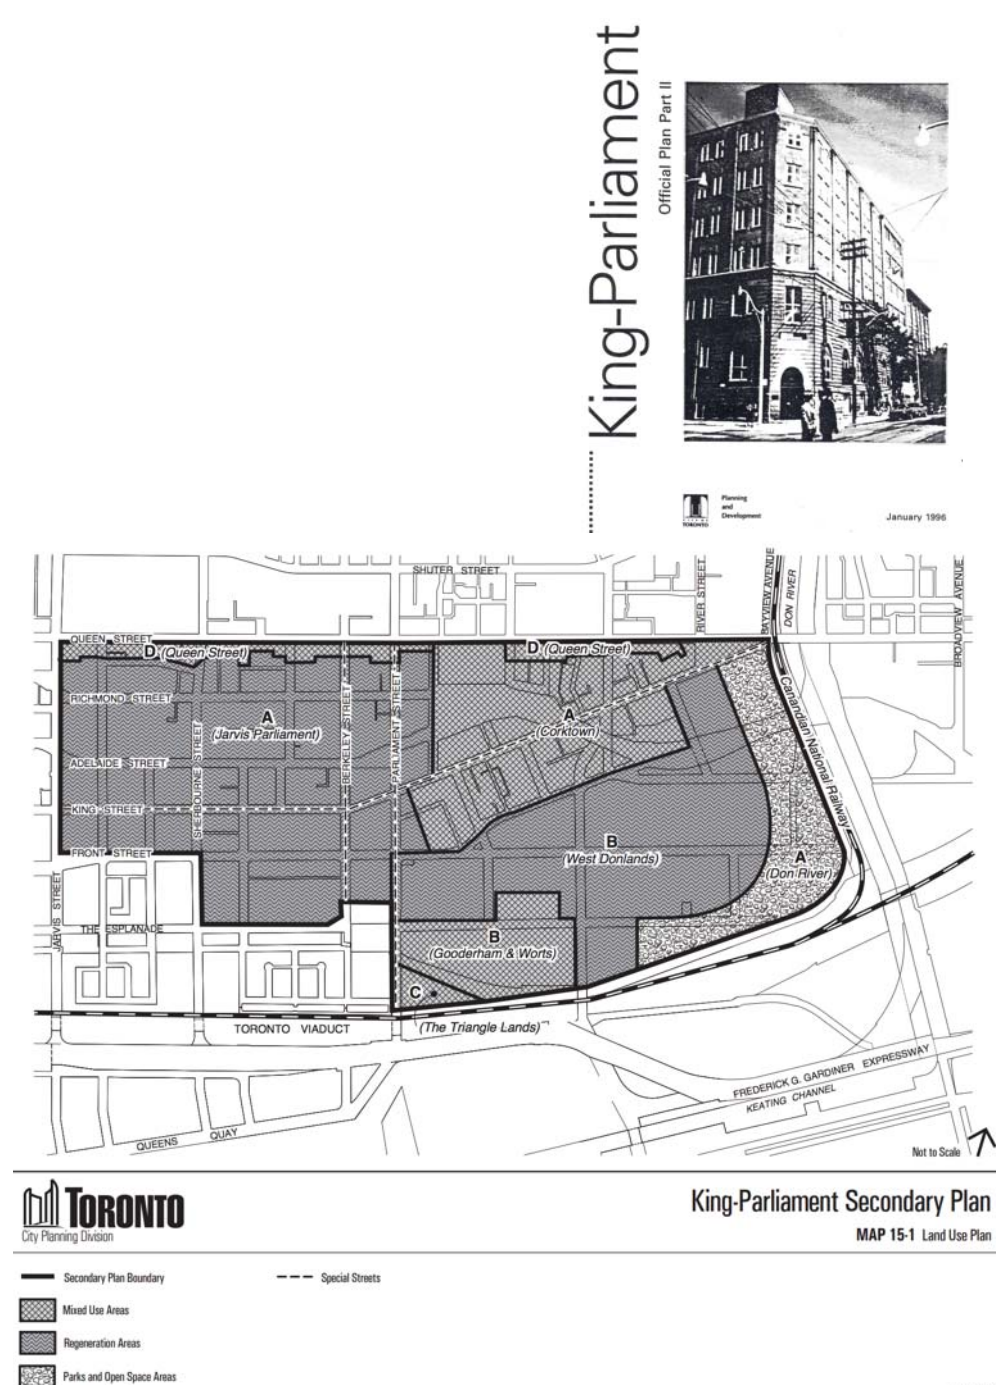 King-Parliament
Official Plan Part II
CITY OF
TORONTO
Planning
and
Development
January 1996
SHUTER STREET
RIVER STREET
BAYVIEW AVENUE
DON RIVER
BROADVIEW AVENUE
QUEEN STREET
D (Queen Street)
D (Queen Street)
RICHMOND STREET
A
(Jarvis Parliament)
A
(Corktown)
SHERBOURNE STREET
BERKELEY STREET
PARLIAMENT STREET
Canandian National Railway
ADELAIDE STREET
KING STREET
FRONT STREET
B
(West Donlands)
A
(Don River)
JARVIS STREET
THE ESPLANADE
B
(Gooderham & Worts)
C
TORONTO VIADUCT
(The Triangle Lands)
FREDERICK G. GARDINER EXPRESSWAY
KEATING CHANNEL
QUEENS QUAY
Not to Scale
TORONTO
City Planning Division
King-Parliament Secondary Plan
MAP 15-1 Land Use Plan
Secondary Plan Boundary
Special Streets
Mixed Use Areas
Regeneration Areas
Parks and Open Space Areas